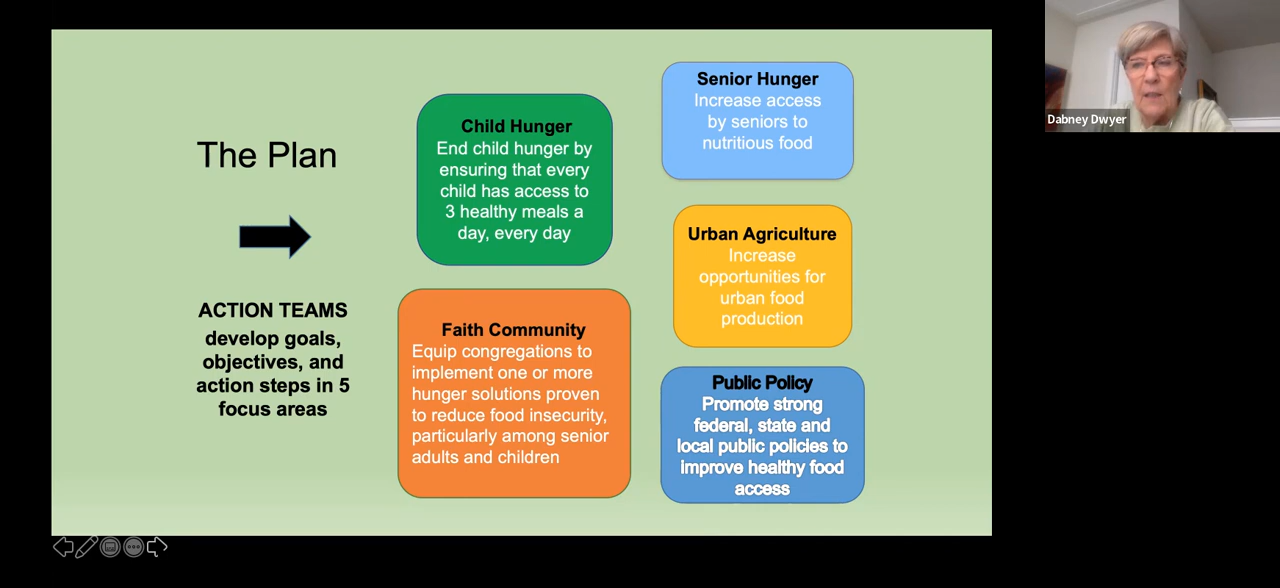 The Plan
ACTION TEAMS
develop goals,
objectives, and
action steps in 5
focus areas
Child Hunger
End child hunger by
ensuring that every
child has access to
3 healthy meals a
day, every day
Faith Community
Equip congregations to
implement one or more
hunger solutions proven
to reduce food insecurity,
particularly among senior
adults and children
Senior Hunger
Increase access
by seniors to
nutritious food
Urban Agriculture
Increase
opportunities for
urban food
production
Public Policy
Promote strong
federal, state and
local public policies to
improve healthy food
access
Dabney Dwyer